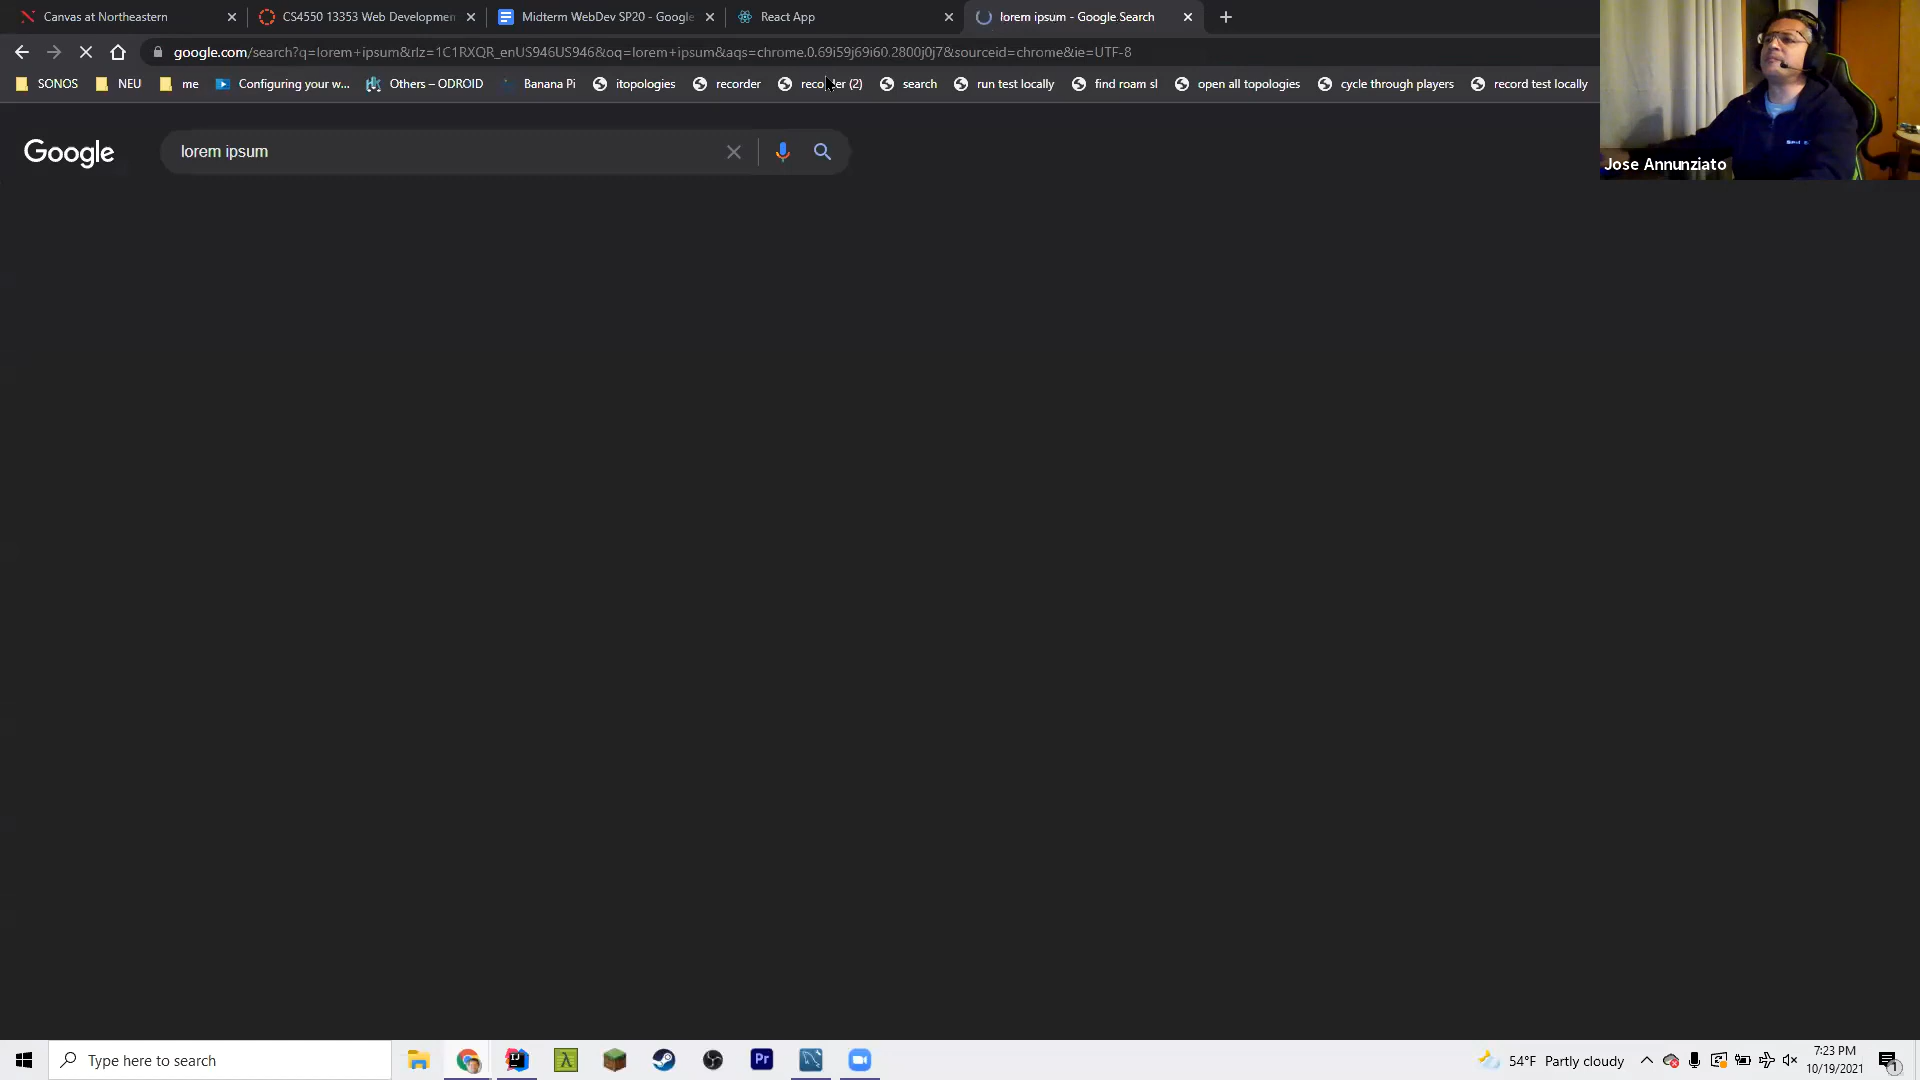 Canvas at Northeastern
CS4550 13353 Web Developmen
Midterm WebDev SP20 - Google
React App
lorem ipsum - Google Search
google.com/search?q=lorem+ipsum&rlz=1C1RXQR_enUS946US946&oq=lorem+ipsum&aqs=chrome.0.69i59j69i60.2800j0j7&sourceid=chrome&ie=UTF-8
SONOS NEU me Configuring your w... Others – ODROID Banana Pi itopologies recorder recorder (2) search run test locally find roam sl open all topologies cycle through players record test locally
Google
lorem ipsum
Jose Annunziato
Type here to search
IJ
λ
Pr
54°F Partly cloudy
7:23 PM
10/19/2021
1